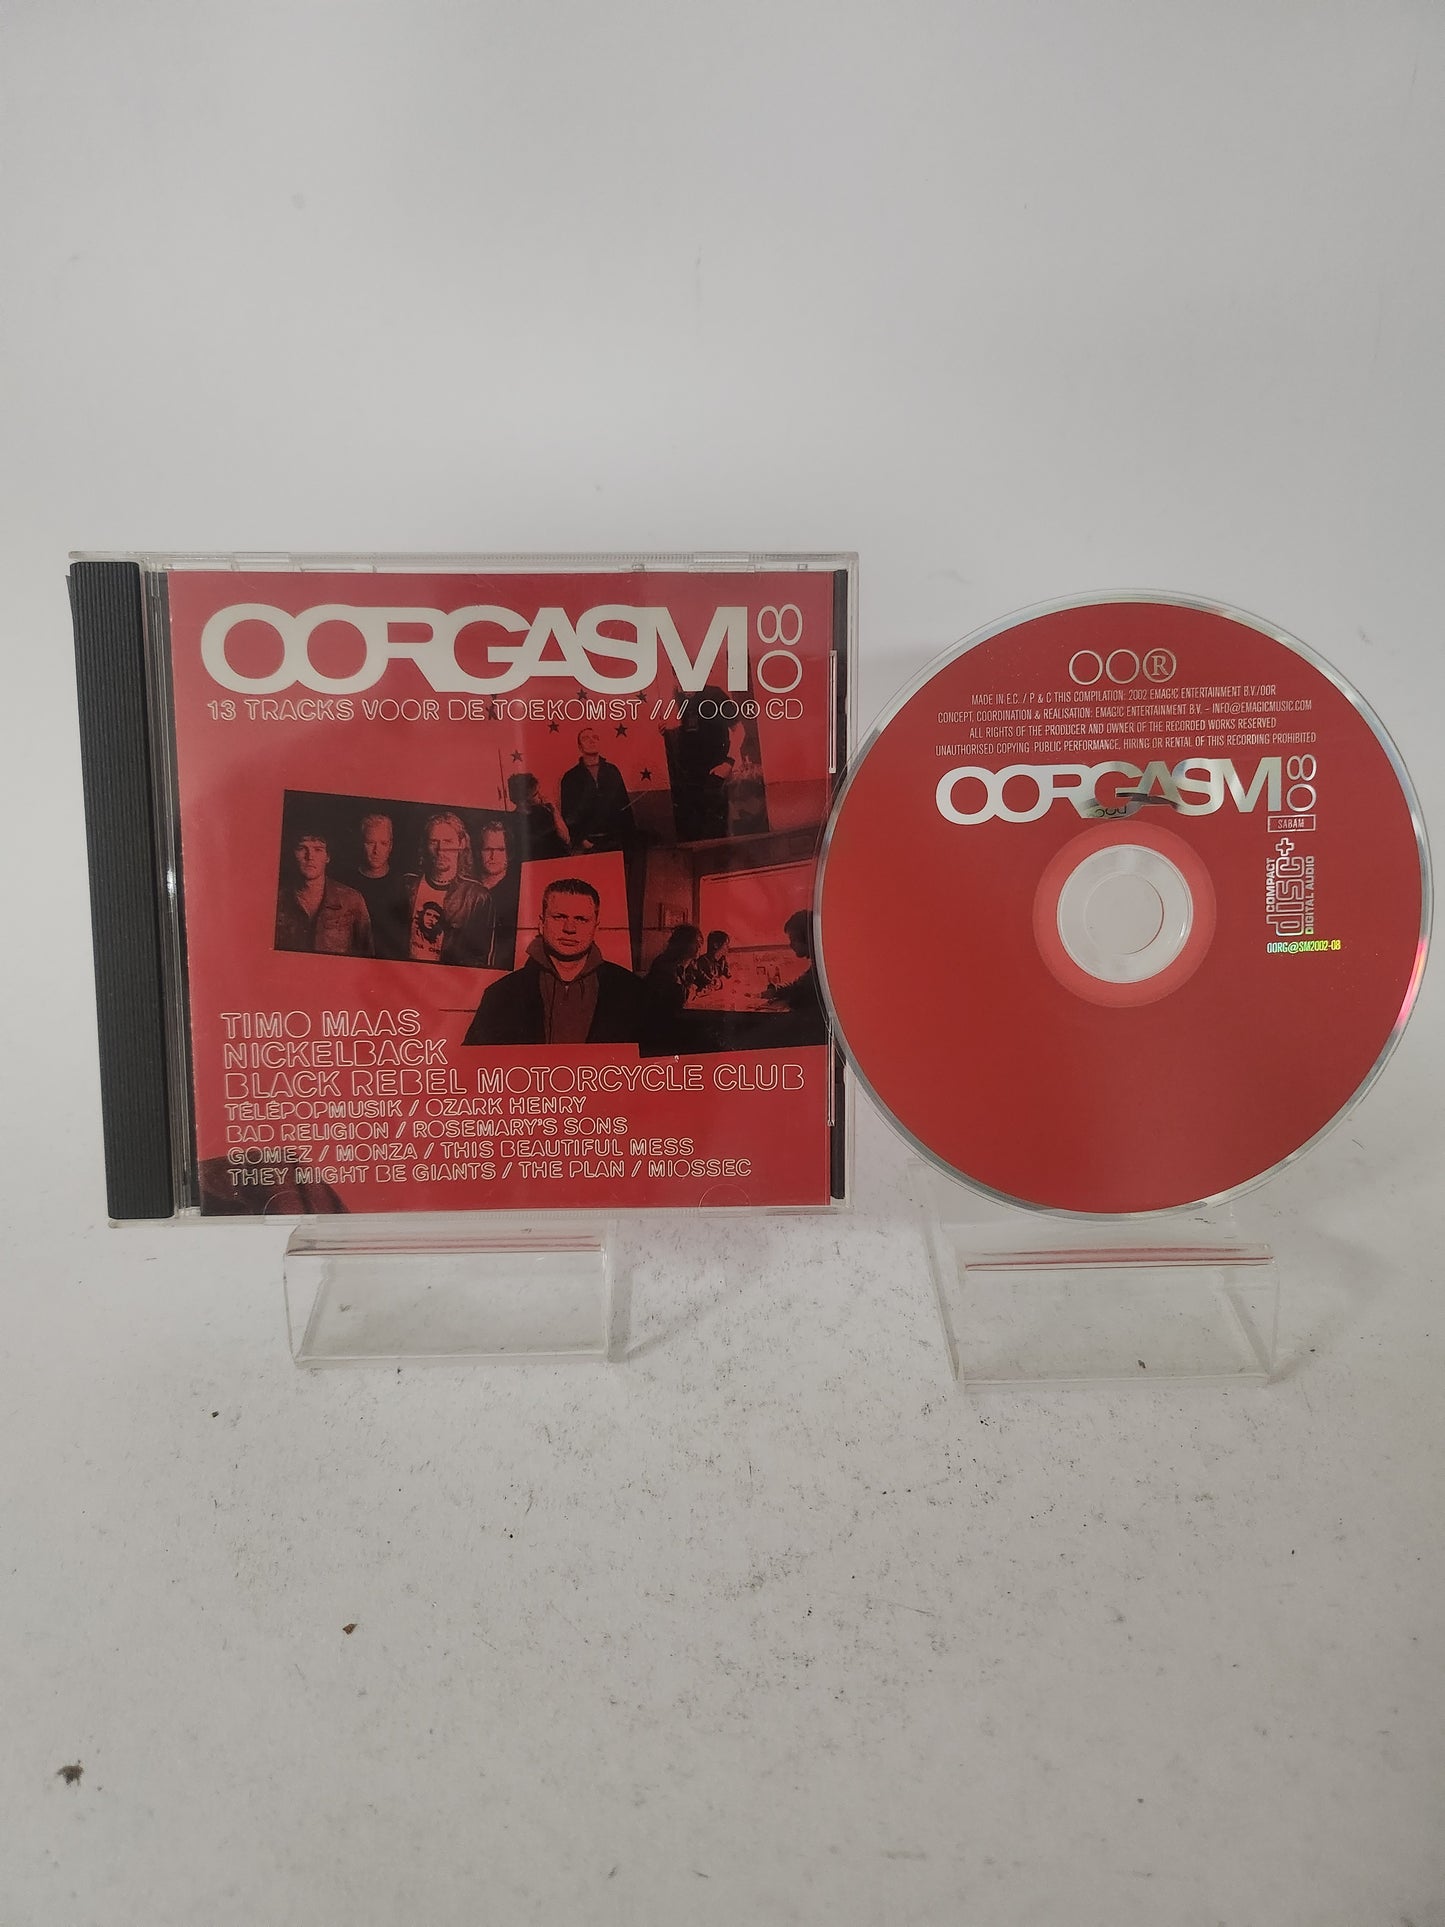 OORGASM 08
13 TRACKS VOOR DE TOEKOMST /// OO® CD
TIMO MAAS
NICKELBACK
BLACK REBEL MOTORCYCLE CLUB
TÉLÉPOPMUSIK / OZARK HENRY
BAD RELIGION / ROSEMARY'S SONS
GOMEZ / MONZA / THIS BEAUTIFUL MESS
THEY MIGHT BE GIANTS / THE PLAN / MIOSSEC
OO®
MADE IN E.C. / P & C THIS COMPILATION: 2002 EMAGIC ENTERTAINMENT B.V./OOR
CONCEPT, COORDINATION & REALISATION: EMAGIC ENTERTAINMENT B.V. – INFO@EMAGICMUSIC.COM
ALL RIGHTS OF THE PRODUCER AND OWNER OF THE RECORDED WORKS RESERVED
UNAUTHORISED COPYING, PUBLIC PERFORMANCE, HIRING OR RENTAL OF THIS RECORDING PROHIBITED
OORGASM 08
SABAM
COMPACT
disc+
DIGITAL AUDIO
OORG@SM2002-08